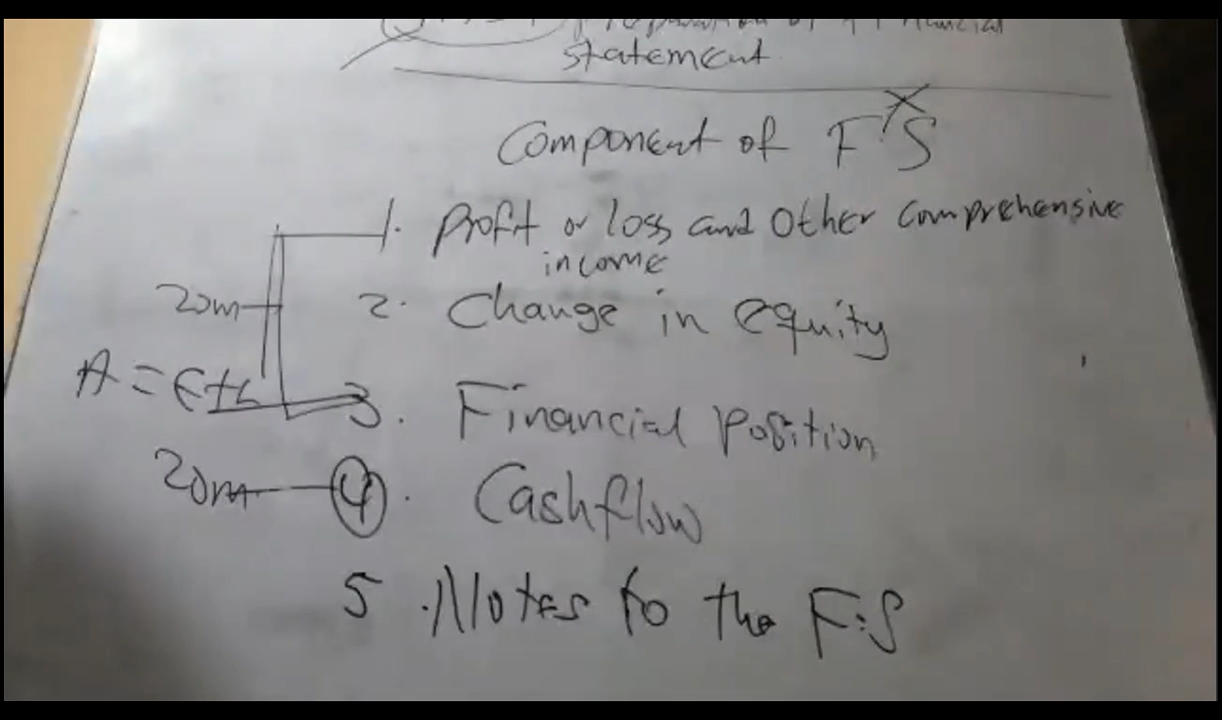 statement
Component of F/S
1. Profit or loss and Other Comprehensive
income
20m 2. Change in equity
A = E+L 3. Financial Position
20m 4. Cashflow
5. Notes to the F.S